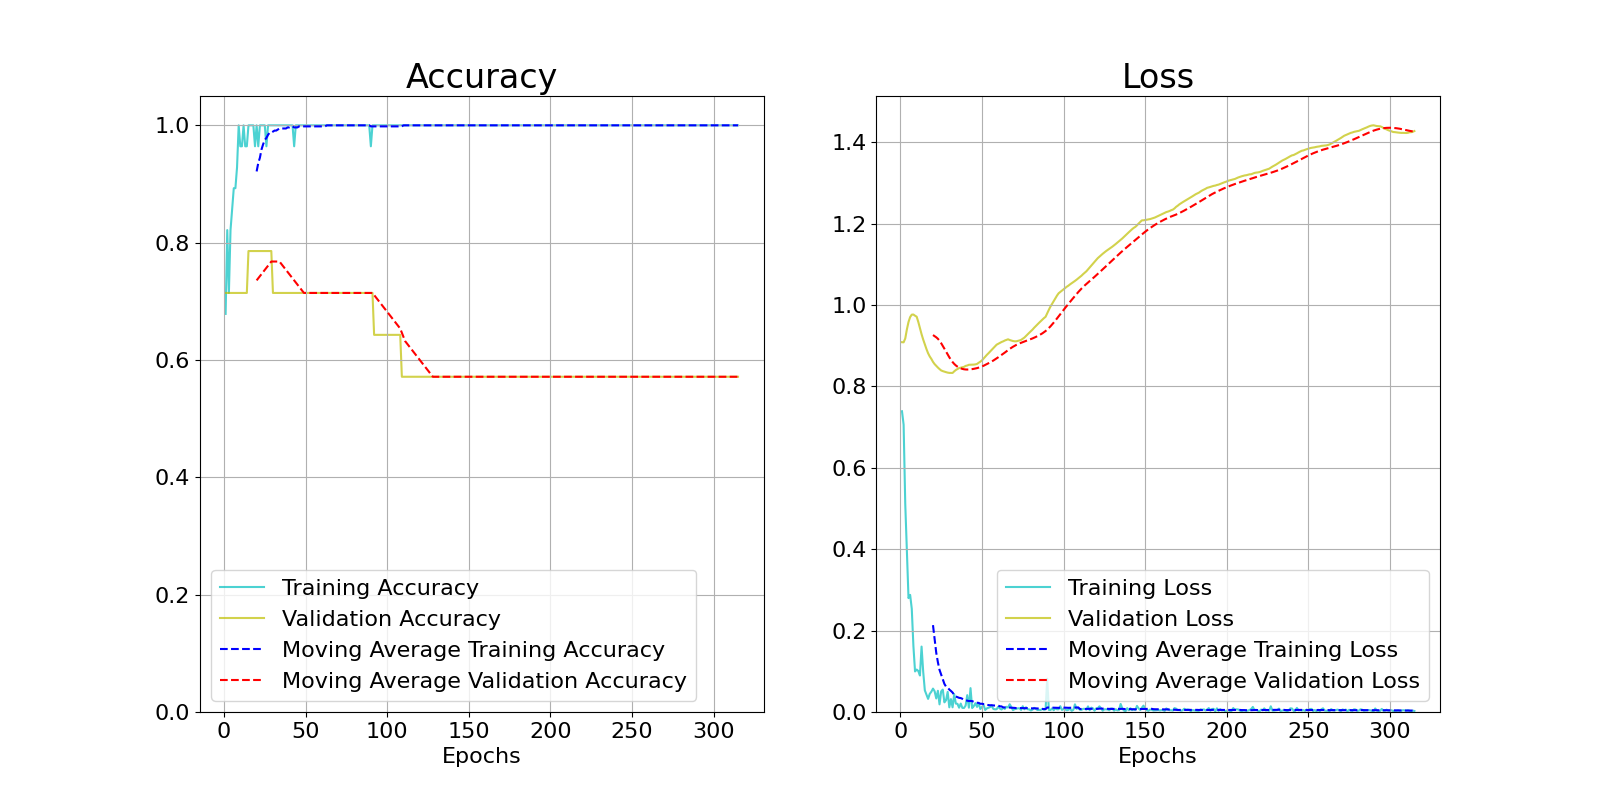 Accuracy
1.0
0.8
0.6
0.4
0.2
0.0
Training Accuracy
Validation Accuracy
Moving Average Training Accuracy
Moving Average Validation Accuracy
0 50 100 150 200 250 300
Epochs
Loss
1.4
1.2
1.0
0.8
0.6
0.4
0.2
0.0
Training Loss
Validation Loss
Moving Average Training Loss
Moving Average Validation Loss
0 50 100 150 200 250 300
Epochs